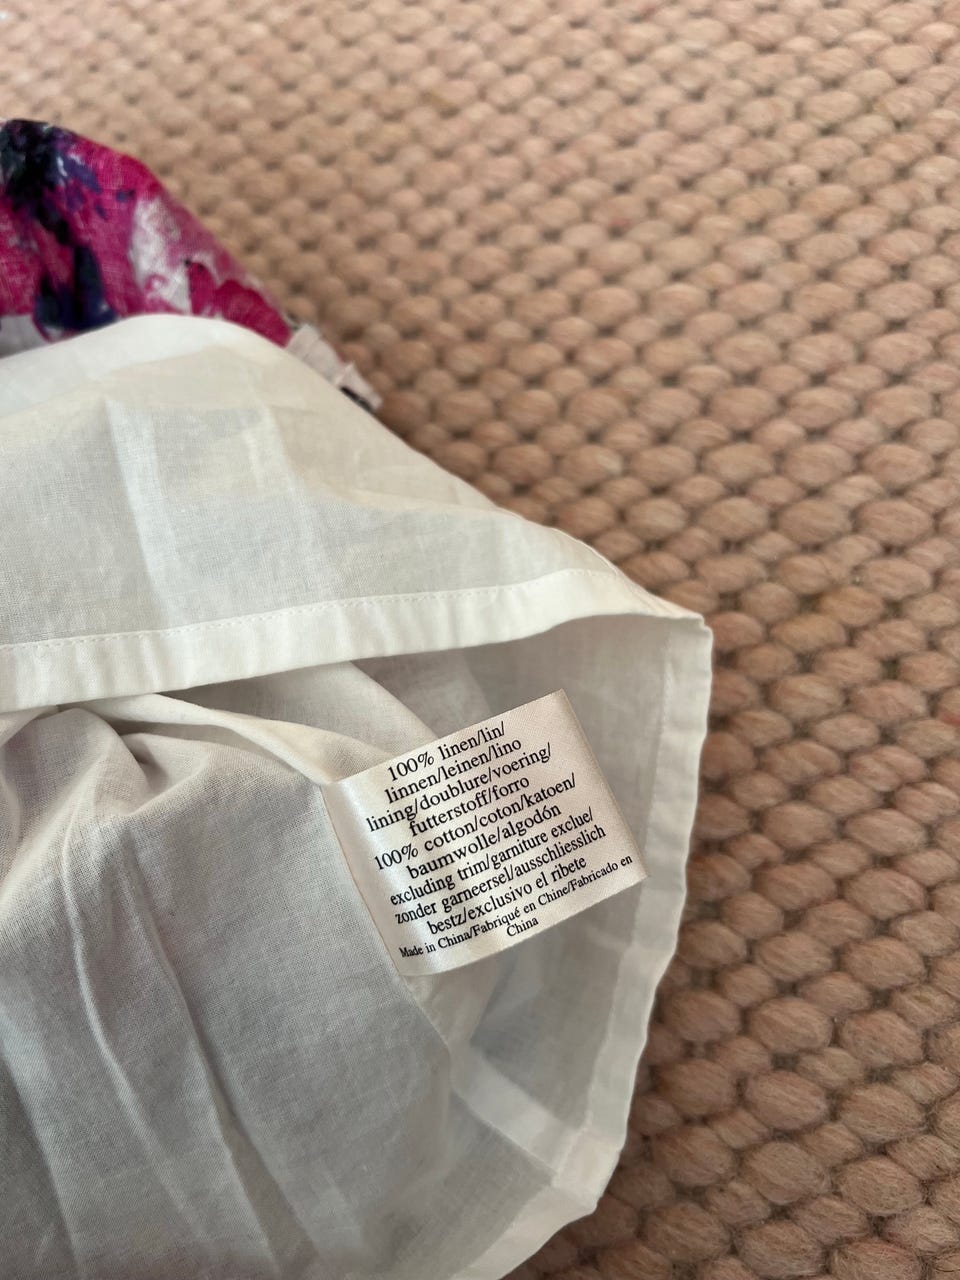 100% linen/lin/
linnen/leinen/lino
lining/doublure/voering/
futterstoff/forro
100% cotton/coton/katoen/
baumwolle/algodón
excluding trim/garniture exclue/
zonder garneersel/ausschliesslich
bestz/exclusivo el ribete
Made in China/Fabriqué en Chine/Fabricado en
China